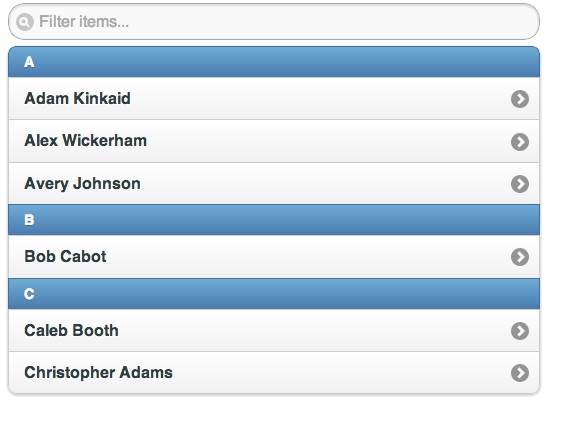 Filter items...
A
Adam Kinkaid
Alex Wickerham
Avery Johnson
B
Bob Cabot
C
Caleb Booth
Christopher Adams